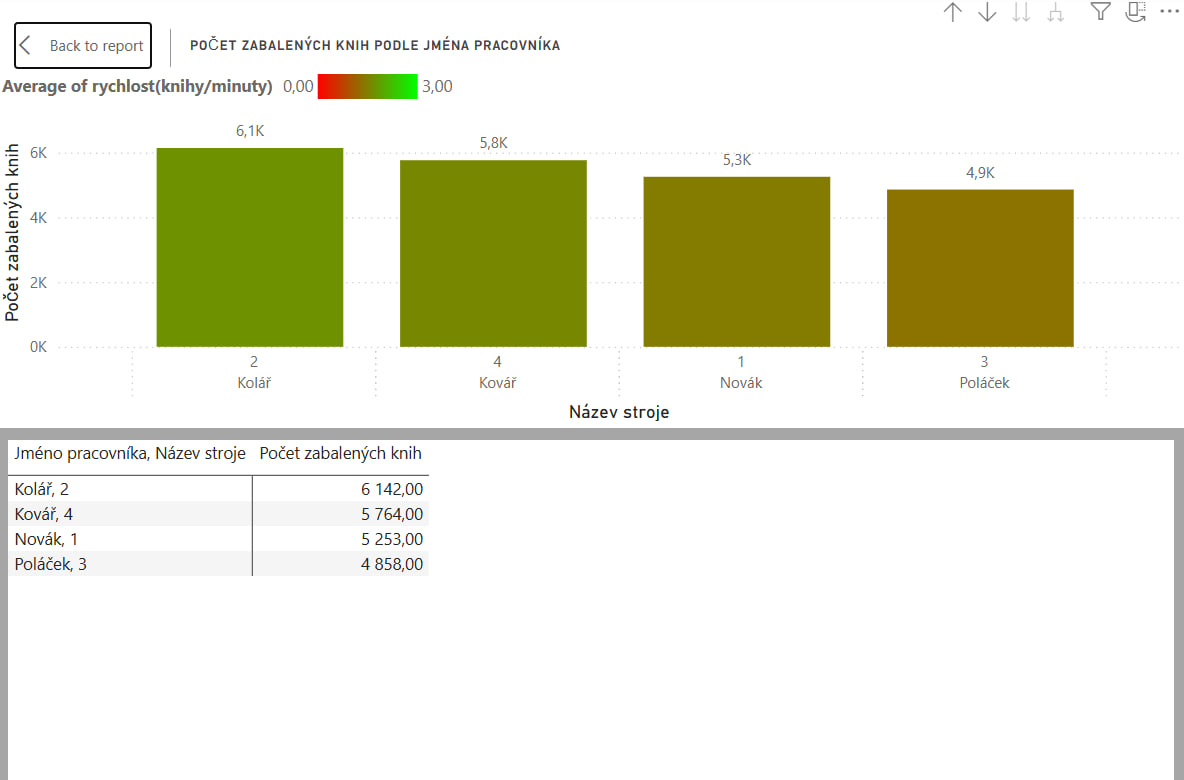 Back to report
POČET ZABALENÝCH KNIH PODLE JMÉNA PRACOVNÍKA
Average of rychlost(knihy/minuty) 0,00 3,00
Počet zabalených knih
6K
4K
2K
0K
6,1K
5,8K
5,3K
4,9K
2 4 1 3
Kolář Kovář Novák Poláček
Název stroje
Jméno pracovníka, Název stroje Počet zabalených knih
Kolář, 2 6 142,00
Kovář, 4 5 764,00
Novák, 1 5 253,00
Poláček, 3 4 858,00